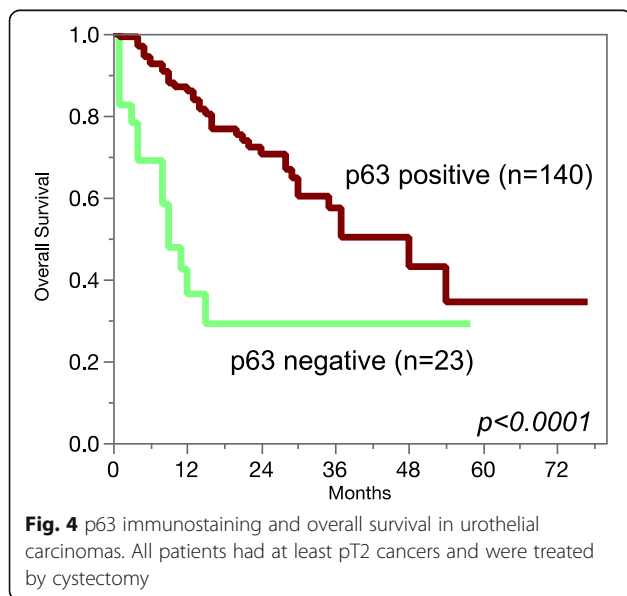 1.0
0.8
0.6
0.4
0.2
0.0
Overall Survival
p63 positive (n=140)
p63 negative (n=23)
p<0.0001
0 12 24 36 48 60 72
Months
Fig. 4 p63 immunostaining and overall survival in urothelial
carcinomas. All patients had at least pT2 cancers and were treated
by cystectomy